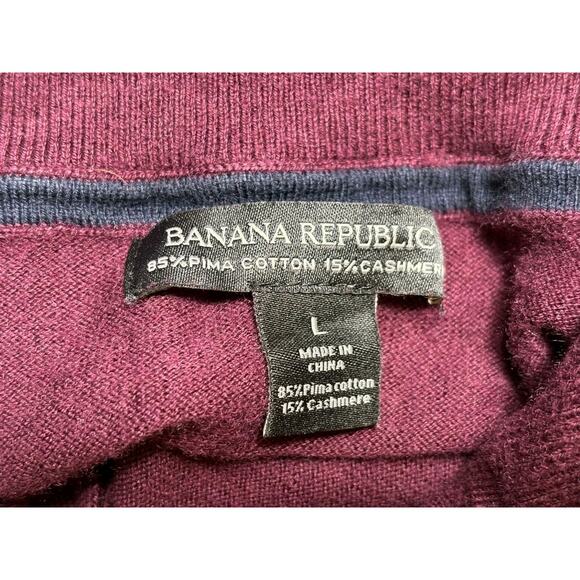 BANANA REPUBLIC
85% PIMA COTTON 15% CASHMERE
L
MADE IN
CHINA
85% Pima cotton
15% Cashmere